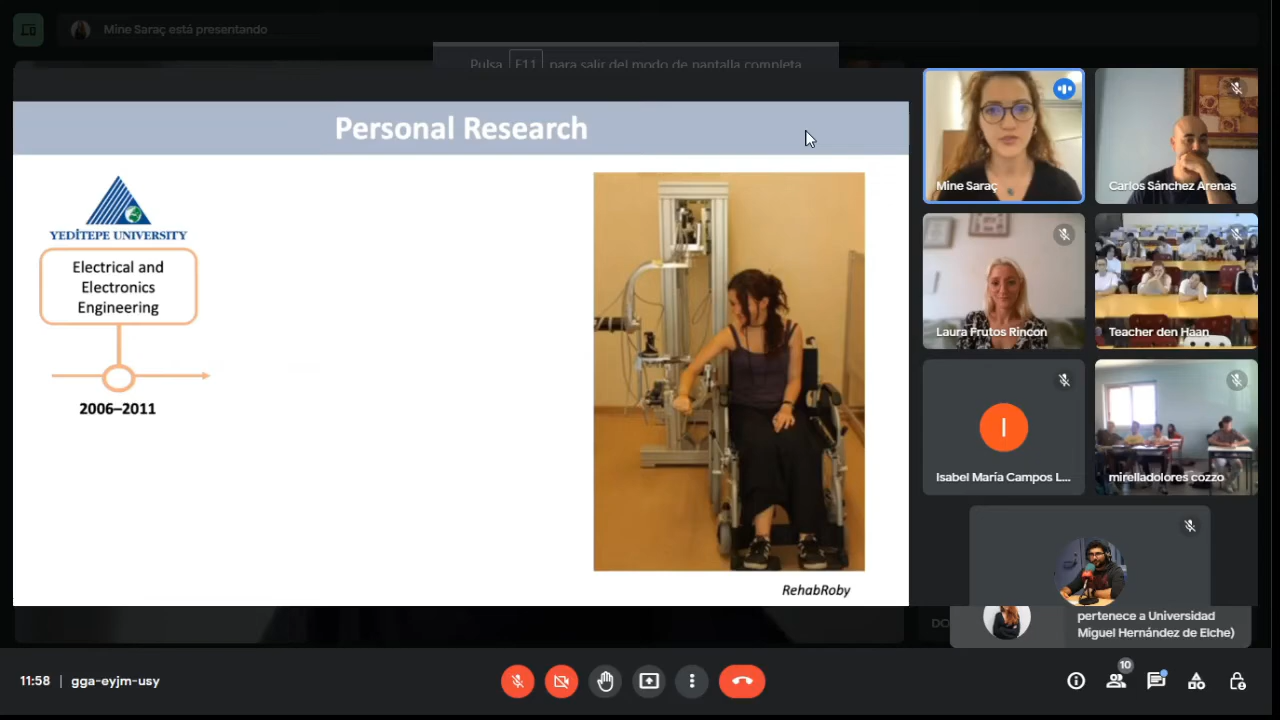 Mine Saraç está presentando
Pulsa F11 para salir del modo de pantalla completa
Personal Research
YEDİTEPE UNIVERSITY
Electrical and
Electronics
Engineering
2006–2011
RehabRoby
Mine Saraç
Carlos Sánchez Arenas
Laura Frutos Rincón
Teacher den Haan
I
Isabel María Campos L...
mirelladolores cozzo
pertenece a Universidad
Miguel Hernández de Elche)
11:58 | gga-eyjm-usy
10